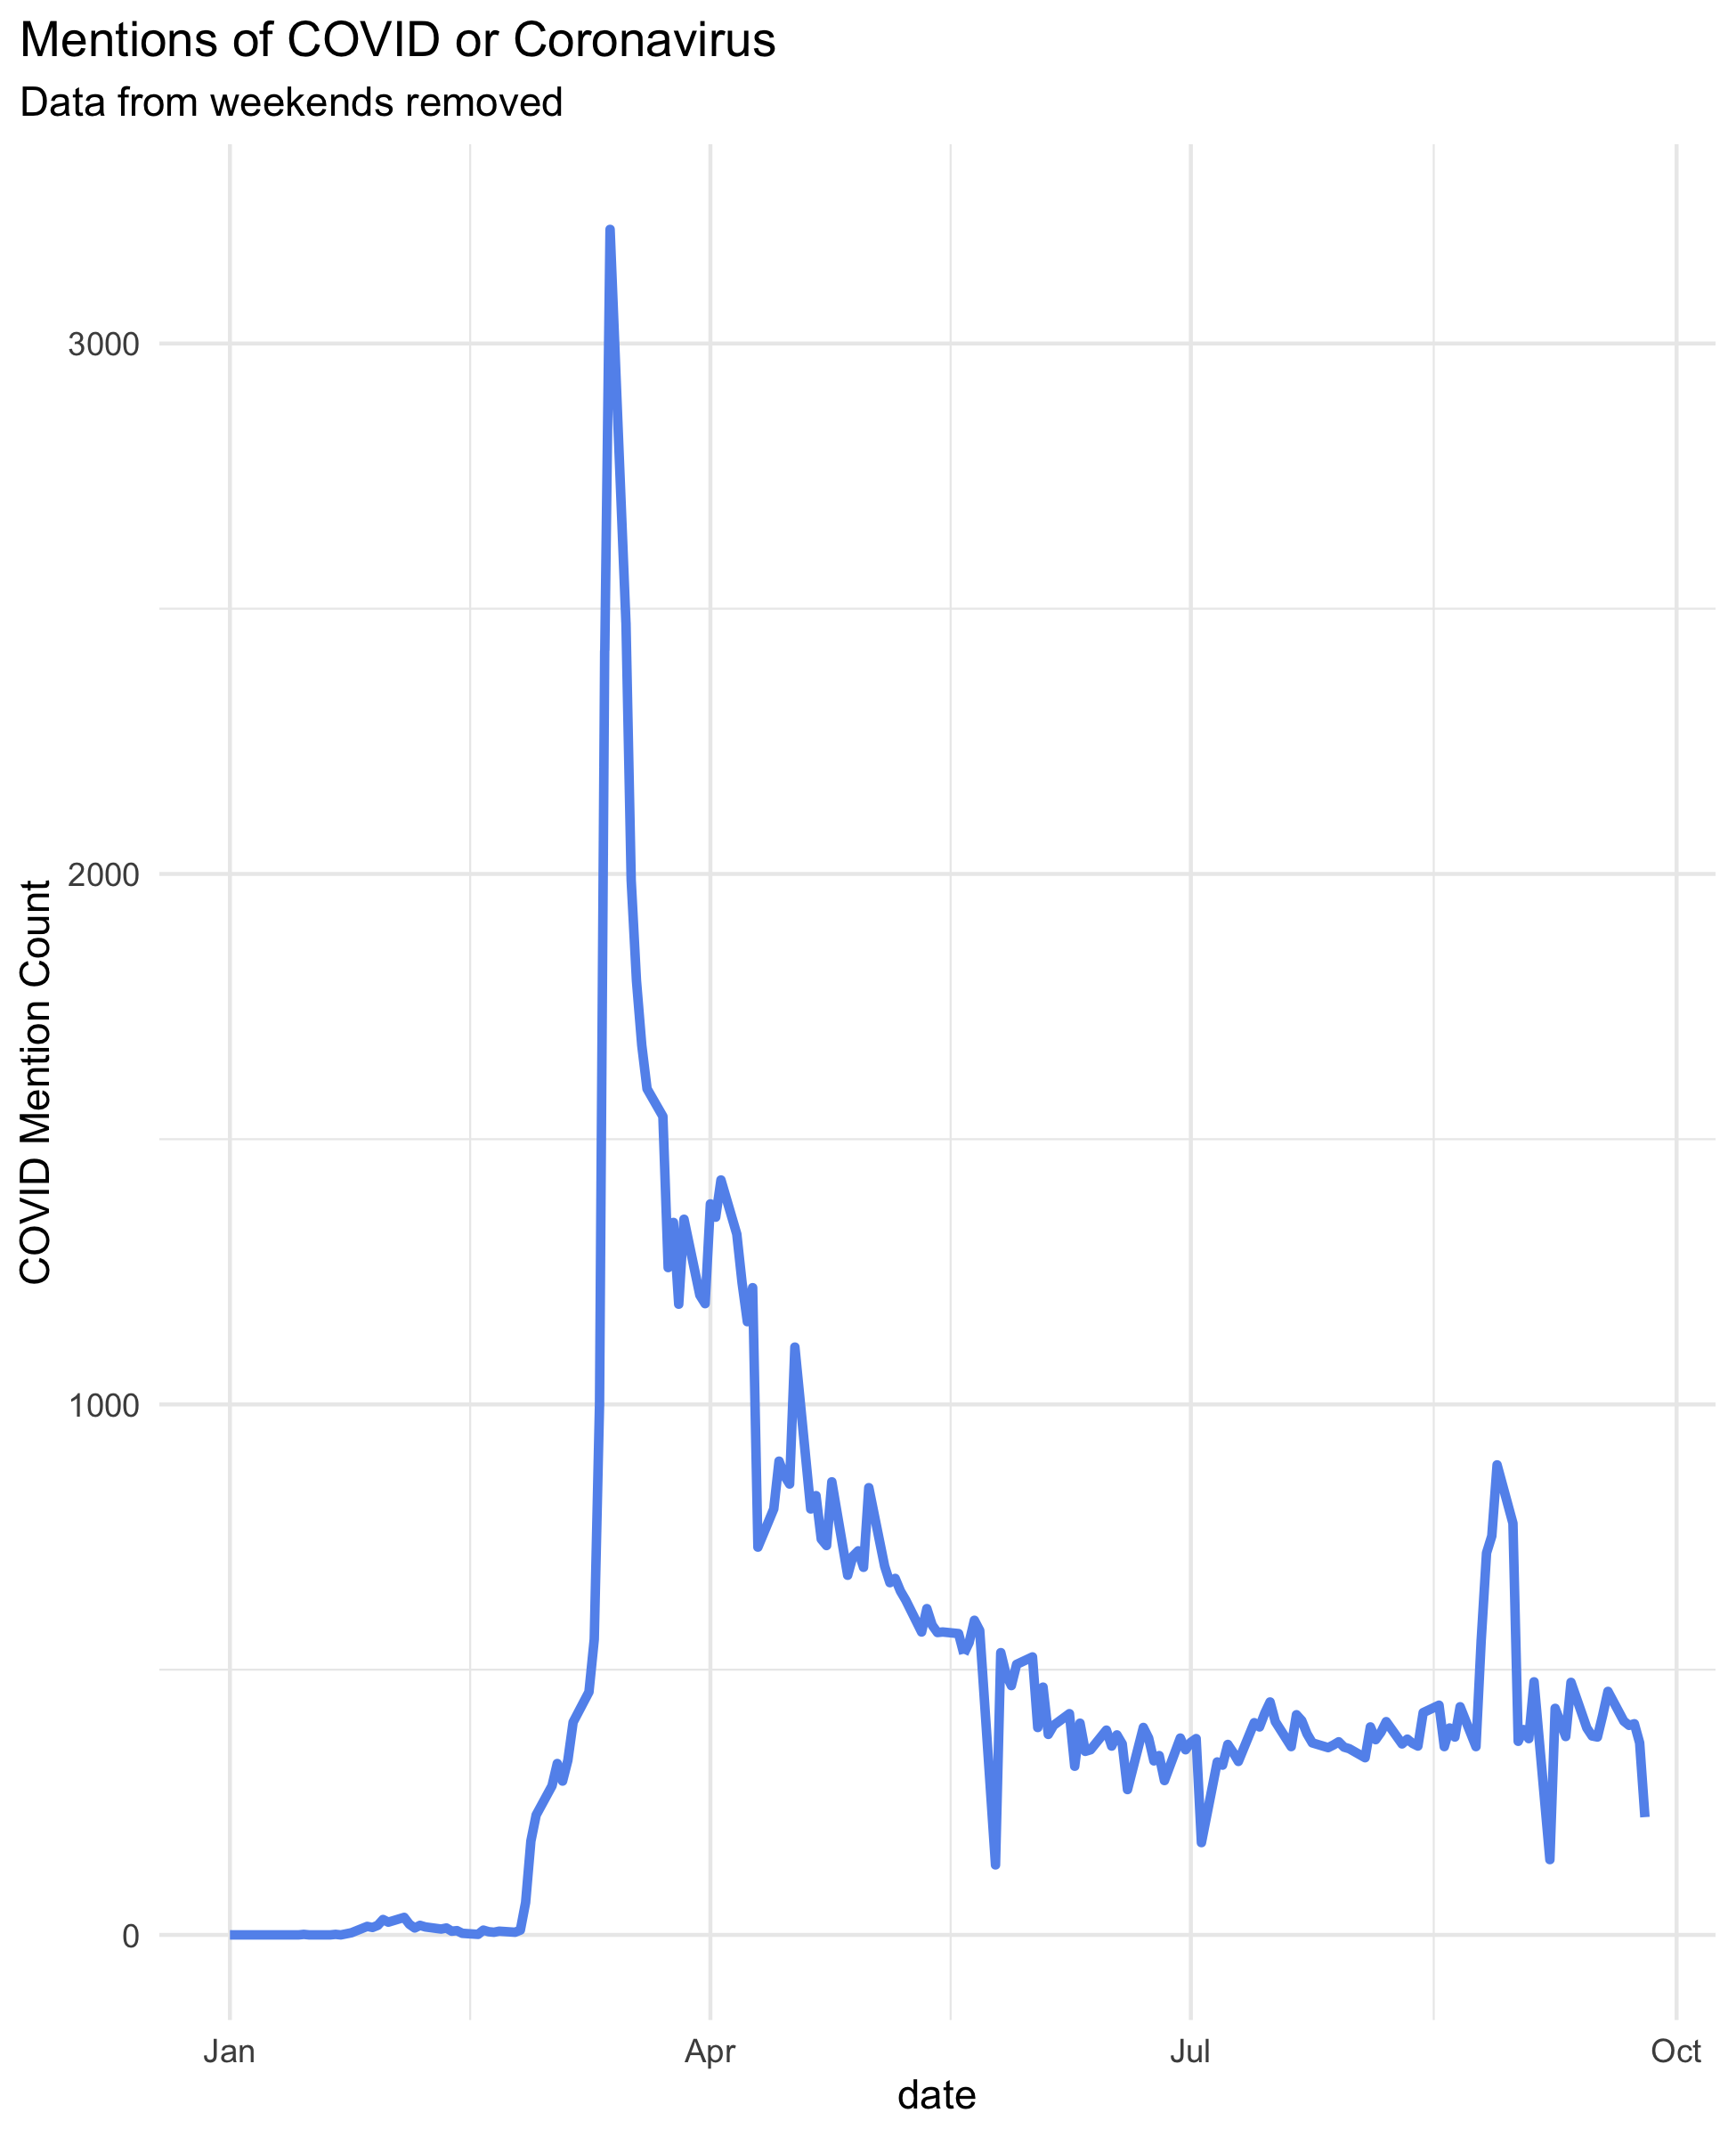 Mentions of COVID or Coronavirus
Data from weekends removed
COVID Mention Count
3000
2000
1000
0
Jan
Apr
Jul
Oct
date